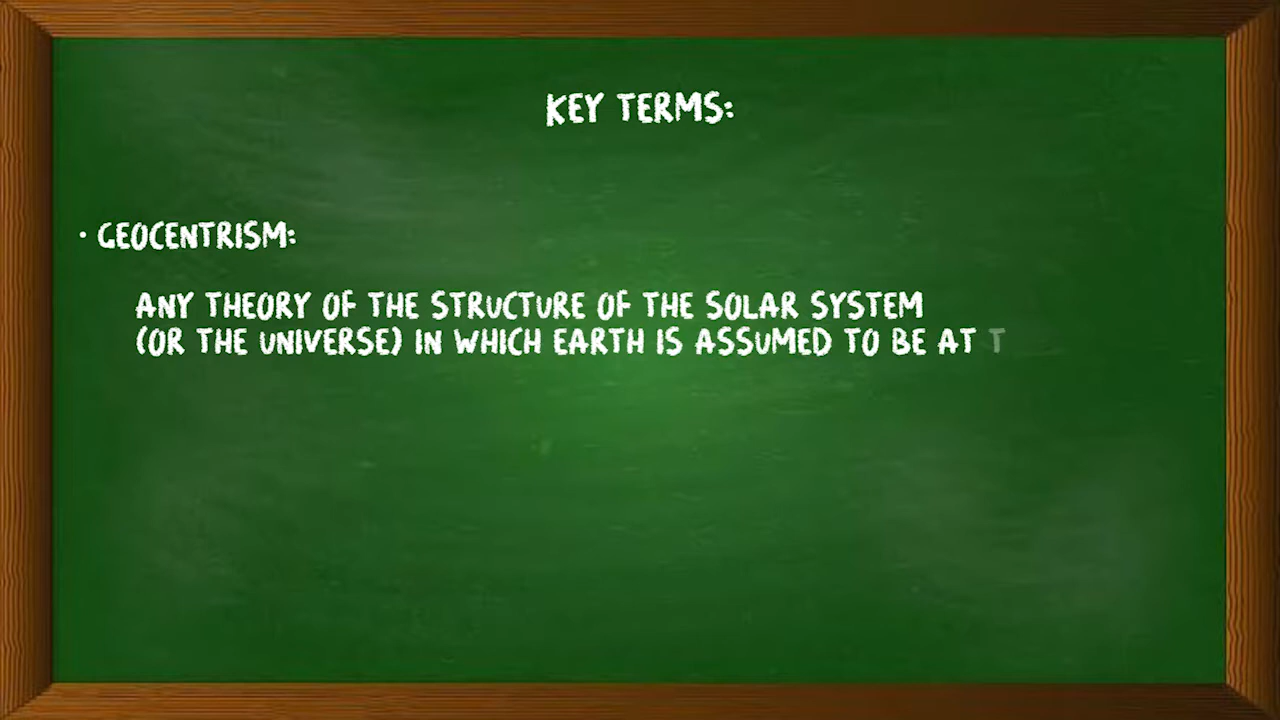 KEY TERMS:
· GEOCENTRISM:
ANY THEORY OF THE STRUCTURE OF THE SOLAR SYSTEM
(OR THE UNIVERSE) IN WHICH EARTH IS ASSUMED TO BE AT T